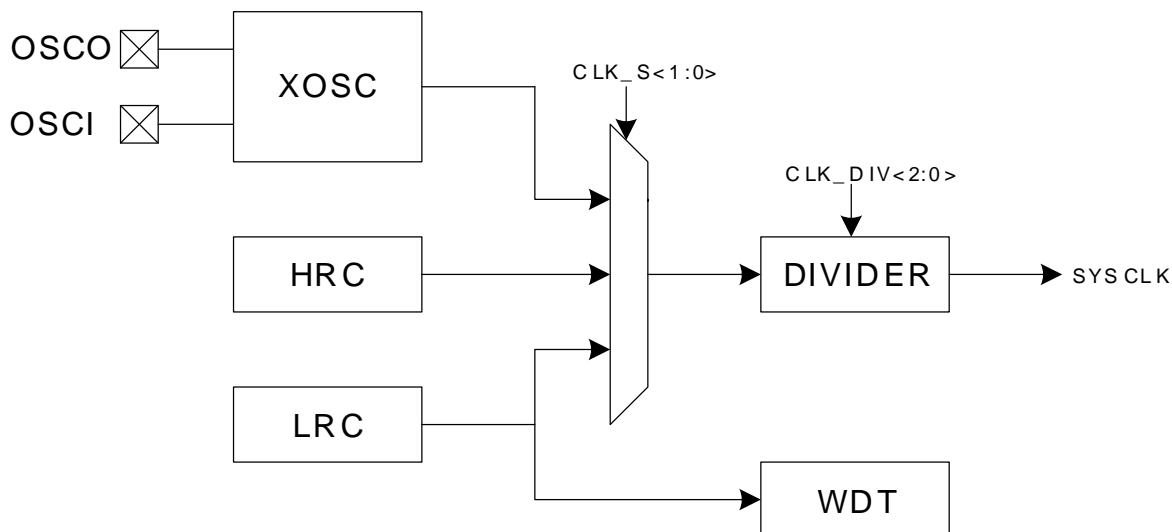 OSCO
XOSC
CLK_S<1:0>
OSCI
CLK_DIV<2:0>
HRC
DIVIDER
SYSCLK
LRC
WDT